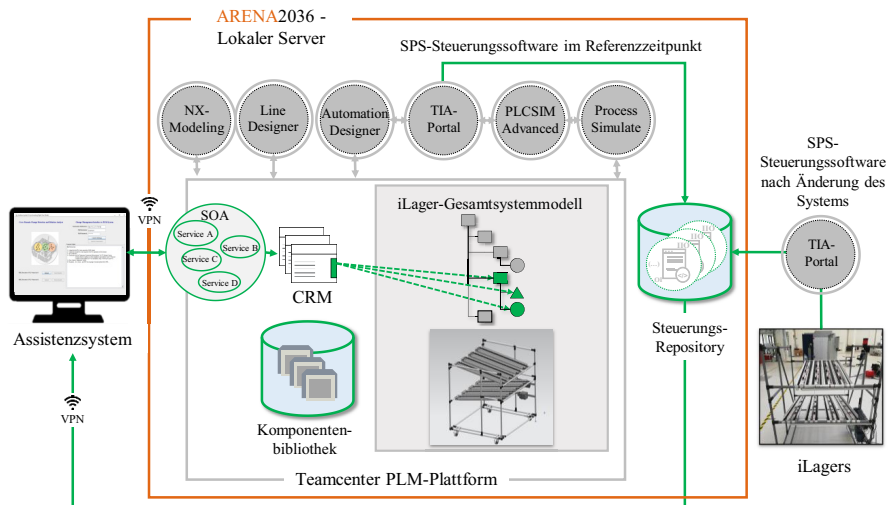 ARENA2036 -
Lokaler Server
SPS-Steuerungssoftware im Referenzzeitpunkt
NX-
Modeling
Line
Designer
Automation
Designer
TIA-
Portal
PLCSIM
Advanced
Process
Simulate
SPS-
Steuerungssoftware
nach Änderung des
Systems
TIA-
Portal
VPN
SOA
Service A
Service B
Service C
Service D
CRM
iLager-Gesamtsystemmodell
Assistenzsystem
VPN
Komponenten-
bibliothek
Steuerungs-
Repository
iLagers
Teamcenter PLM-Plattform